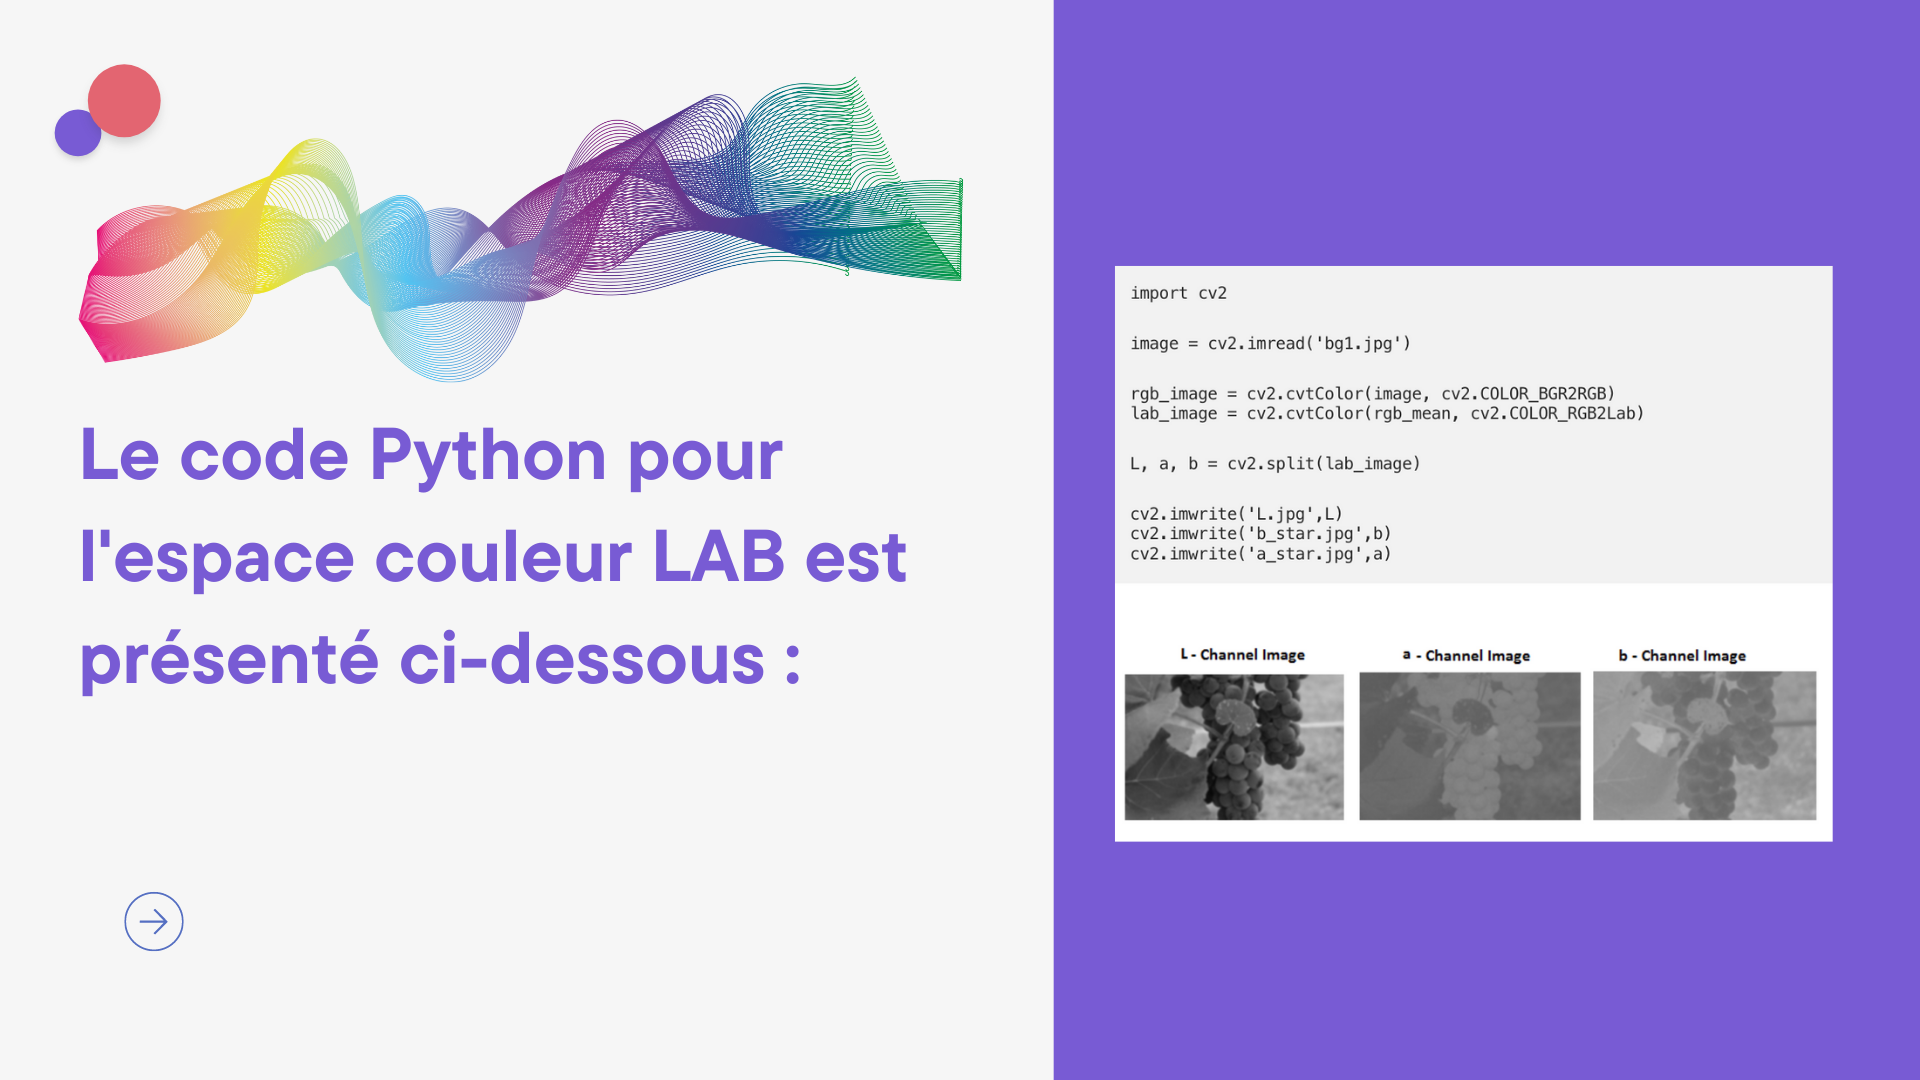 Le code Python pour
l'espace couleur LAB est
présenté ci-dessous :
import cv2
image = cv2.imread('bg1.jpg')
rgb_image = cv2.cvtColor(image, cv2.COLOR_BGR2RGB)
lab_image = cv2.cvtColor(rgb_mean, cv2.COLOR_RGB2Lab)
L, a, b = cv2.split(lab_image)
cv2.imwrite('L.jpg',L)
cv2.imwrite('b_star.jpg',b)
cv2.imwrite('a_star.jpg',a)
L - Channel Image
a - Channel Image
b - Channel Image